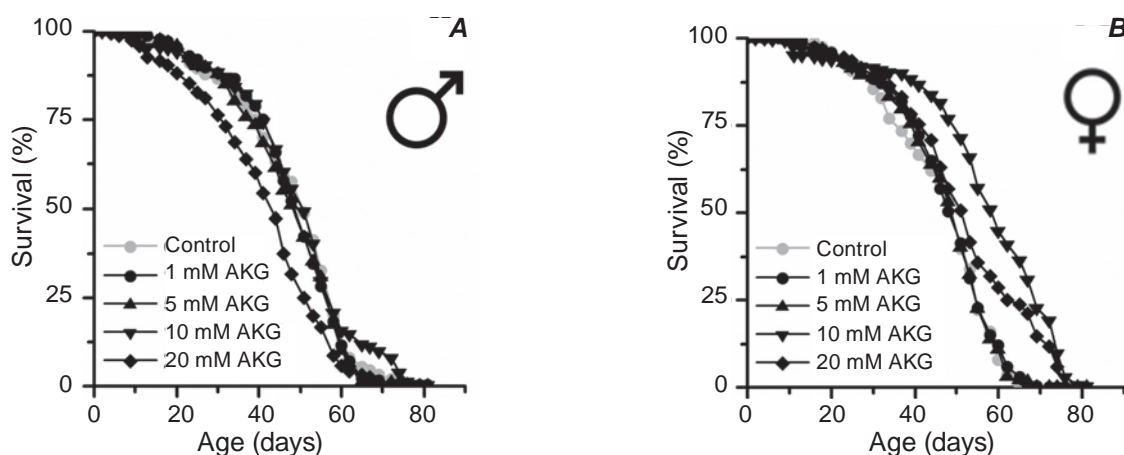 A
100
75
50
25
0
Survival (%)
Control
1 mM AKG
5 mM AKG
10 mM AKG
20 mM AKG
0 20 40 60 80
Age (days)
B
100
75
50
25
0
Survival (%)
Control
1 mM AKG
5 mM AKG
10 mM AKG
20 mM AKG
0 20 40 60 80
Age (days)